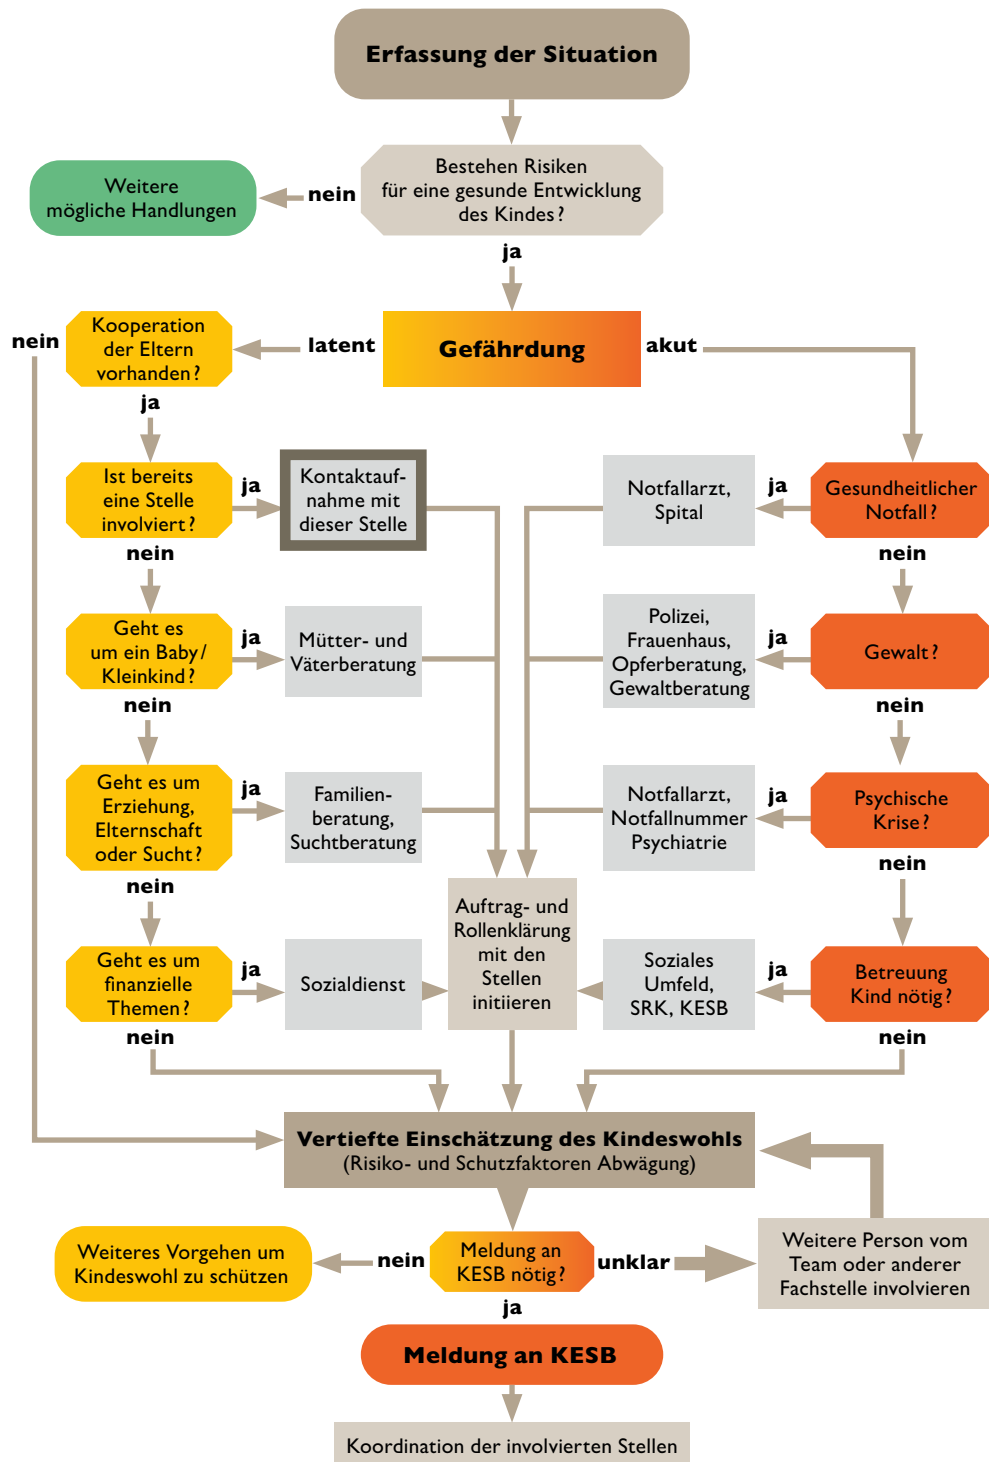 Erfassung der Situation
Bestehen Risiken
für eine gesunde Entwicklung
des Kindes?
nein
Weitere
mögliche Handlungen
ja
Gefährdung
latent
akut
Kooperation
der Eltern
vorhanden?
nein
ja
Ist bereits
eine Stelle
involviert?
ja
Kontaktauf-
nahme mit
dieser Stelle
nein
Geht es
um ein Baby/
Kleinkind?
ja
Mütter- und
Väterberatung
nein
Geht es um
Erziehung,
Elternschaft
oder Sucht?
ja
Familien-
beratung,
Suchtberatung
nein
Geht es um
finanzielle
Themen?
ja
Sozialdienst
nein
Gesundheitlicher
Notfall?
ja
Notfallarzt,
Spital
nein
Gewalt?
ja
Polizei,
Frauenhaus,
Opferberatung,
Gewaltberatung
nein
Psychische
Krise?
ja
Notfallarzt,
Notfallnummer
Psychiatrie
nein
Betreuung
Kind nötig?
ja
Soziales
Umfeld,
SRK, KESB
nein
Auftrag- und
Rollenklärung
mit den
Stellen
initiieren
Vertiefte Einschätzung des Kindeswohls
(Risiko- und Schutzfaktoren Abwägung)
Meldung an
KESB nötig?
nein
Weiteres Vorgehen um
Kindeswohl zu schützen
unklar
Weitere Person vom
Team oder anderer
Fachstelle involvieren
ja
Meldung an KESB
Koordination der involvierten Stellen